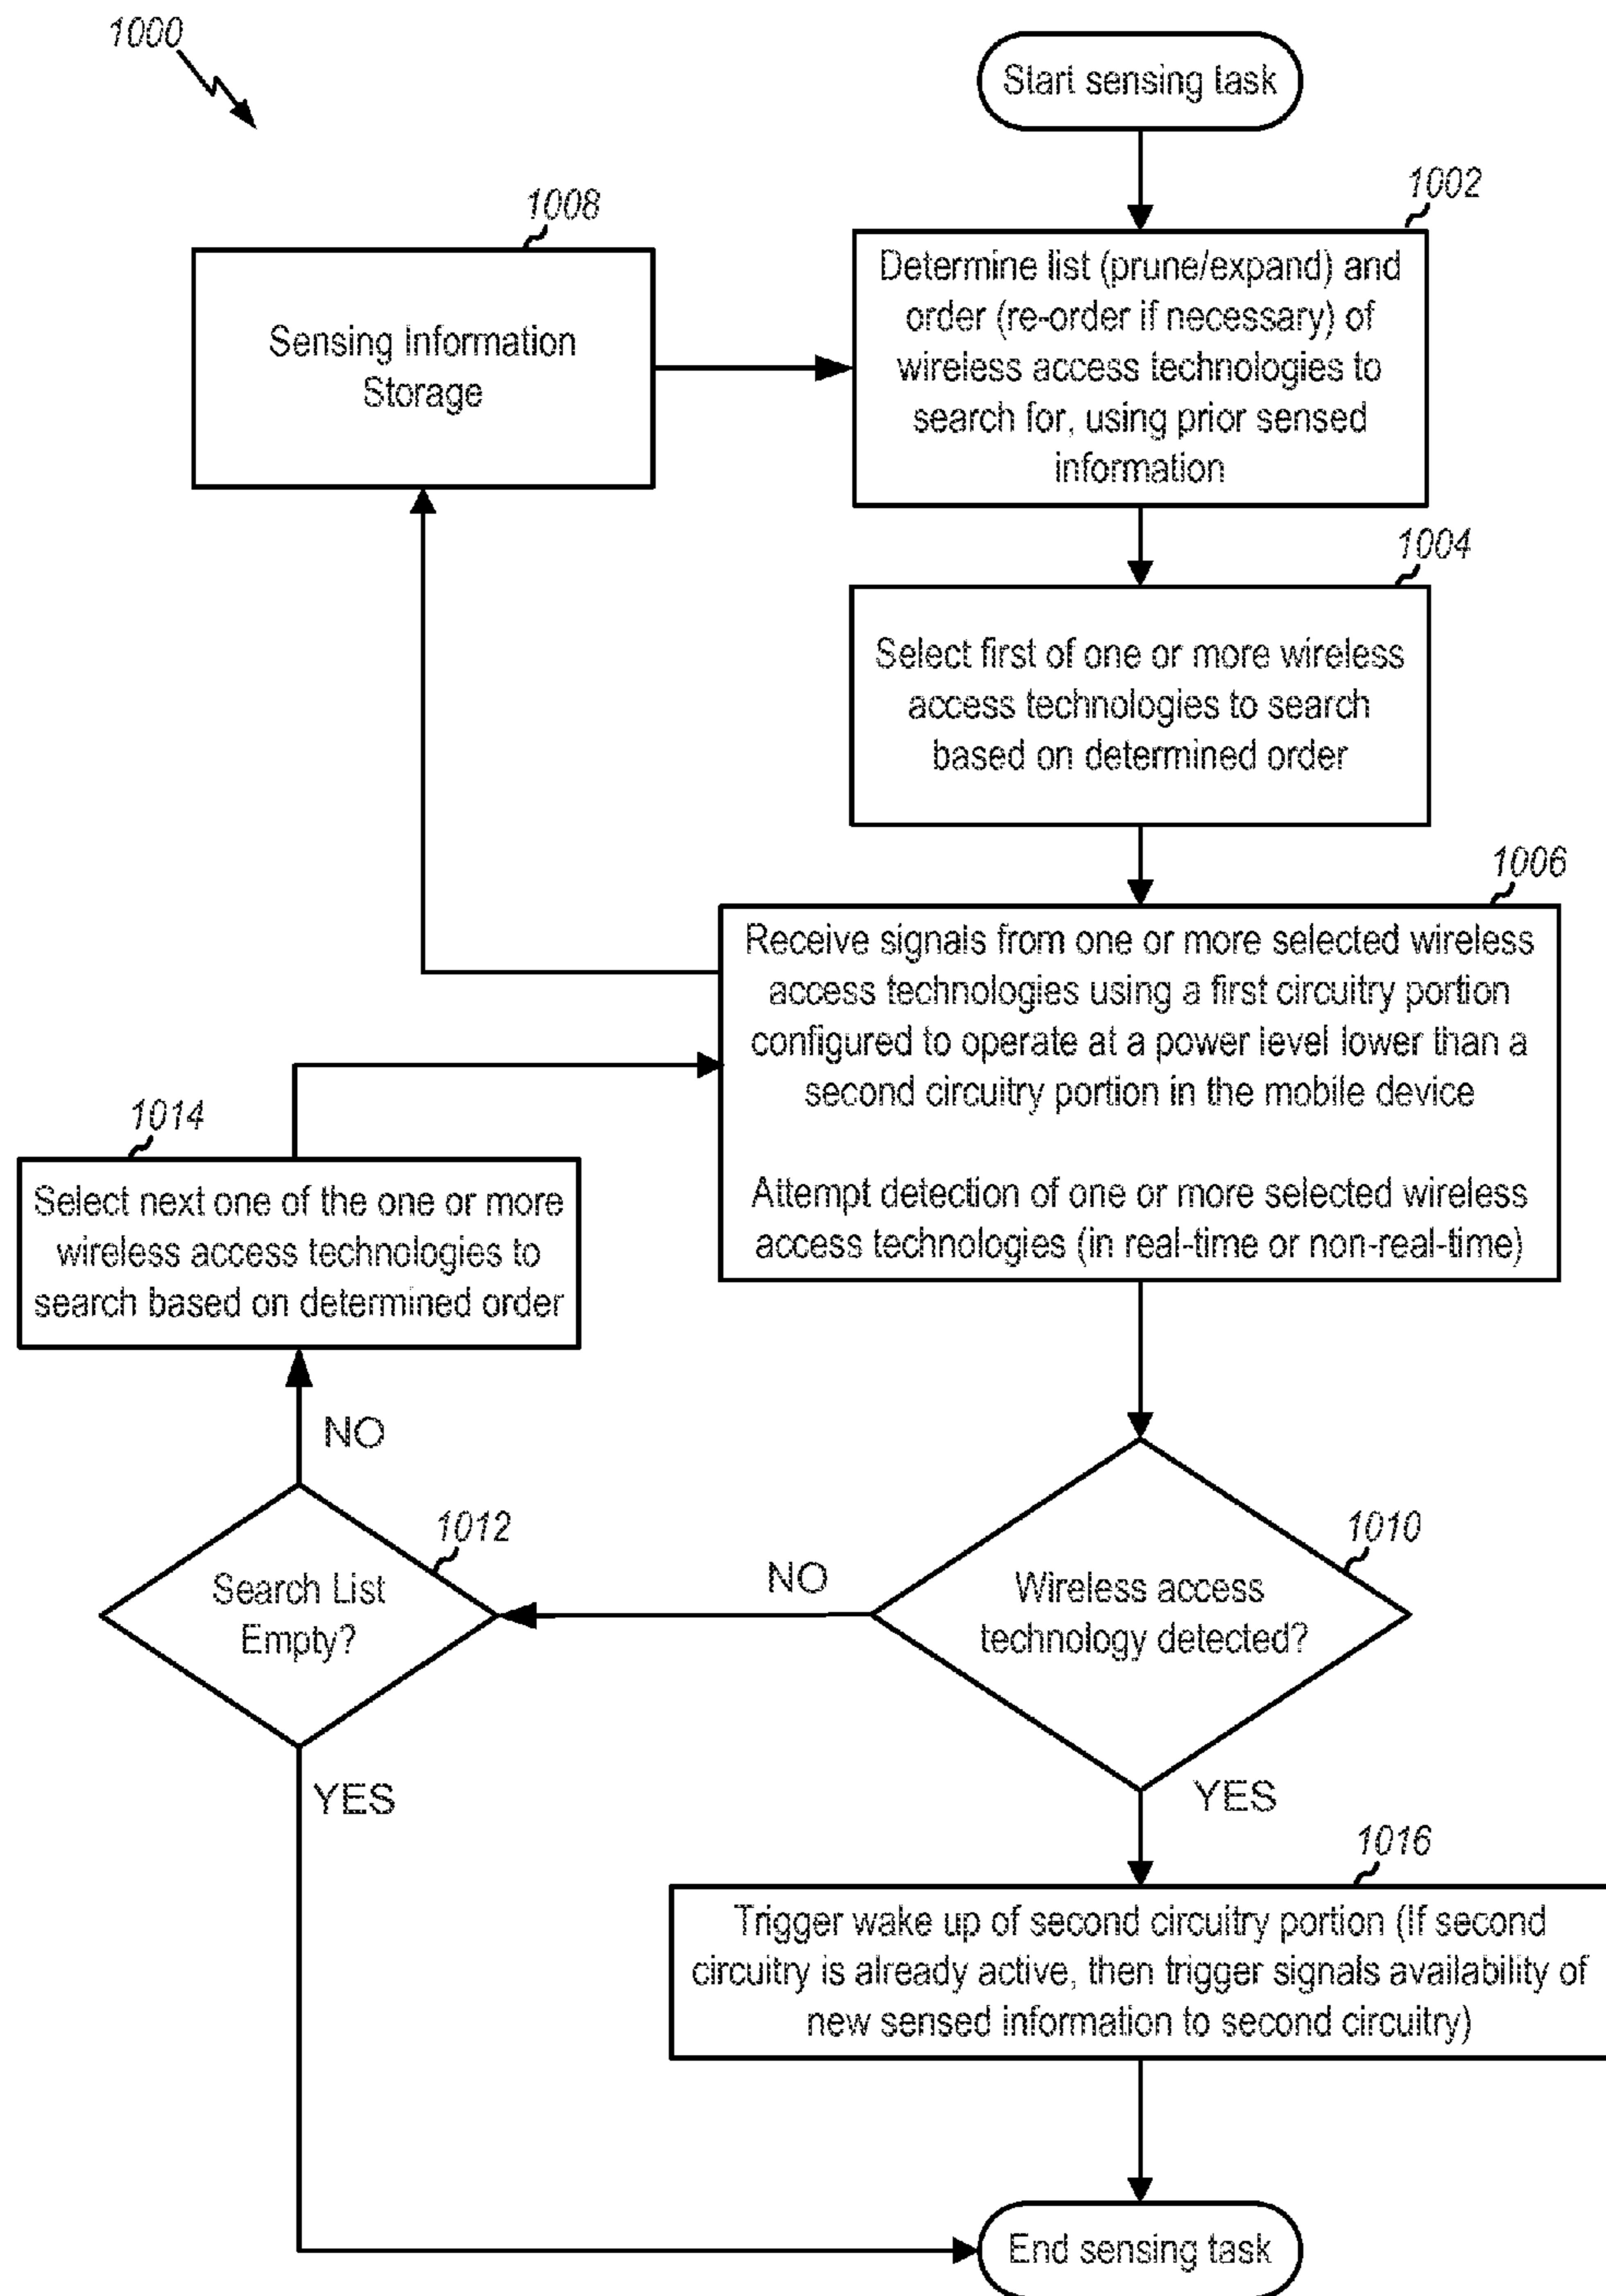 1000
Start sensing task
1002
Determine list (prune/expand) and
order (re-order if necessary) of
wireless access technologies to
search for, using prior sensed
information
1008
Sensing Information
Storage
1004
Select first of one or more wireless
access technologies to search
based on determined order
1006
Receive signals from one or more selected wireless
access technologies using a first circuitry portion
configured to operate at a power level lower than a
second circuitry portion in the mobile device
Attempt detection of one or more selected wireless
access technologies (in real-time or non-real-time)
1014
Select next one of the one or more
wireless access technologies to
search based on determined order
NO
1012
Search List
Empty?
YES
NO
1010
Wireless access
technology detected?
YES
1016
Trigger wake up of second circuitry portion (If second
circuitry is already active, then trigger signals availability of
new sensed information to second circuitry)
End sensing task